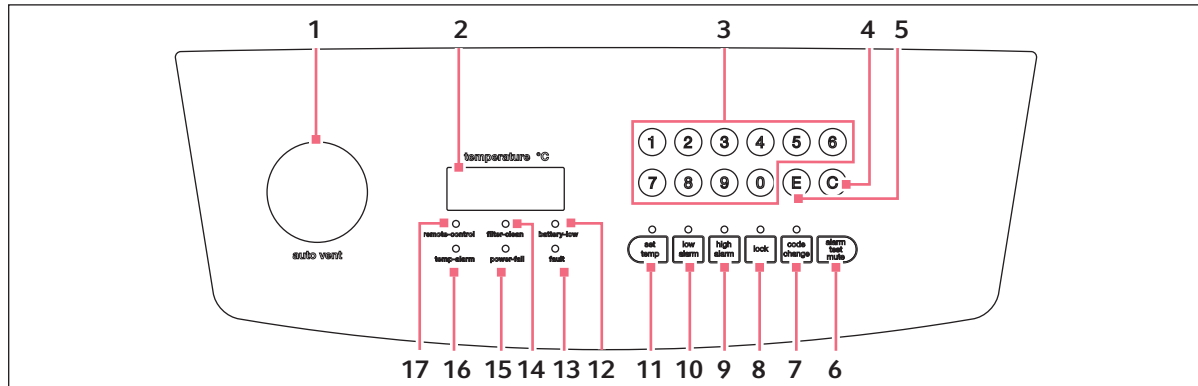 1 2 3 4 5
temperature °C
1 2 3 4 5 6
7 8 9 0 E C
remote-control filter-clean battery-low
temp-alarm power-fail fault
auto vent
set temp
low alarm
high alarm
lock
code change
alarm test mute
17 16 15 14 13 12 11 10 9 8 7 6